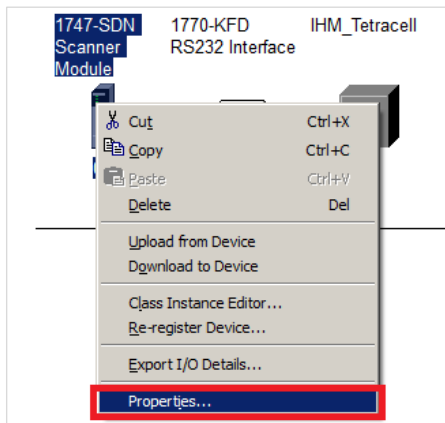 1747-SDN
Scanner
Module
1770-KFD
RS232 Interface
IHM_Tetracell
Cut Ctrl+X
Copy Ctrl+C
Paste Ctrl+V
Delete Del
Upload from Device
Download to Device
Class Instance Editor...
Re-register Device...
Export I/O Details...
Properties...